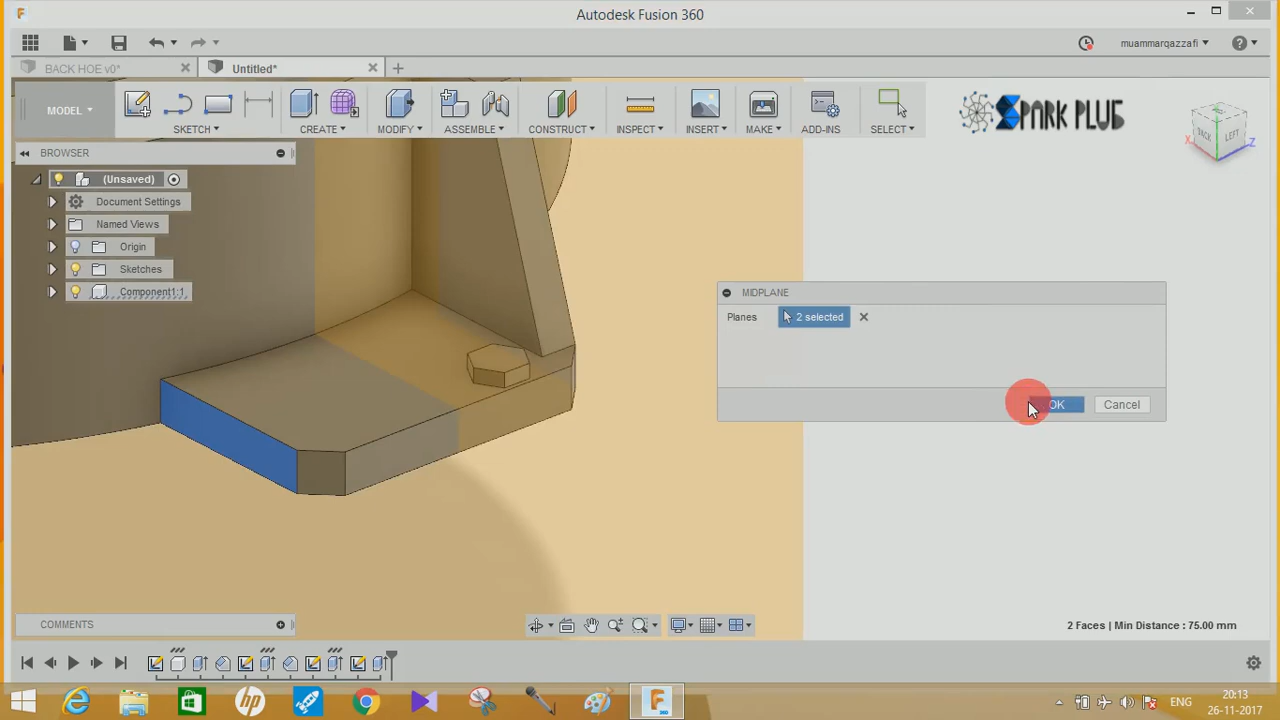 Autodesk Fusion 360
muammarqazzafi
BACK HOE v0*
Untitled*
MODEL
SKETCH
CREATE
MODIFY
ASSEMBLE
CONSTRUCT
INSPECT
INSERT
MAKE
ADD-INS
SELECT
SPARK PLUG
BACK
LEFT
X
Z
BROWSER
(Unsaved)
Document Settings
Named Views
Origin
Sketches
Component1:1
MIDPLANE
Planes
2 selected
OK
Cancel
COMMENTS
2 Faces | Min Distance : 75.00 mm
ENG
20:13
26-11-2017